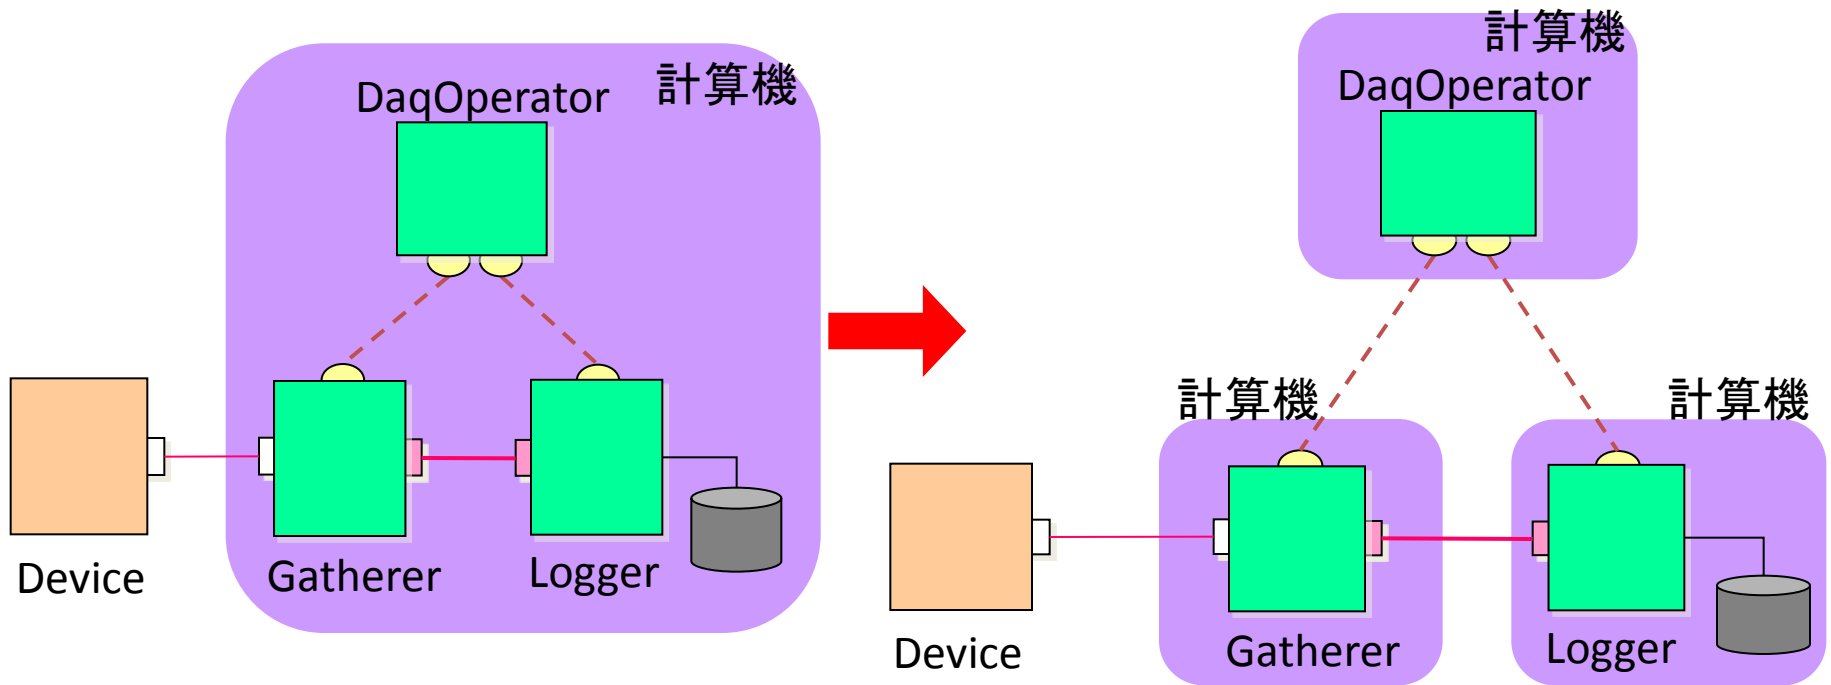 計算機
DaqOperator
Device
Gatherer
Logger
計算機
DaqOperator
計算機
計算機
Device
Gatherer
Logger